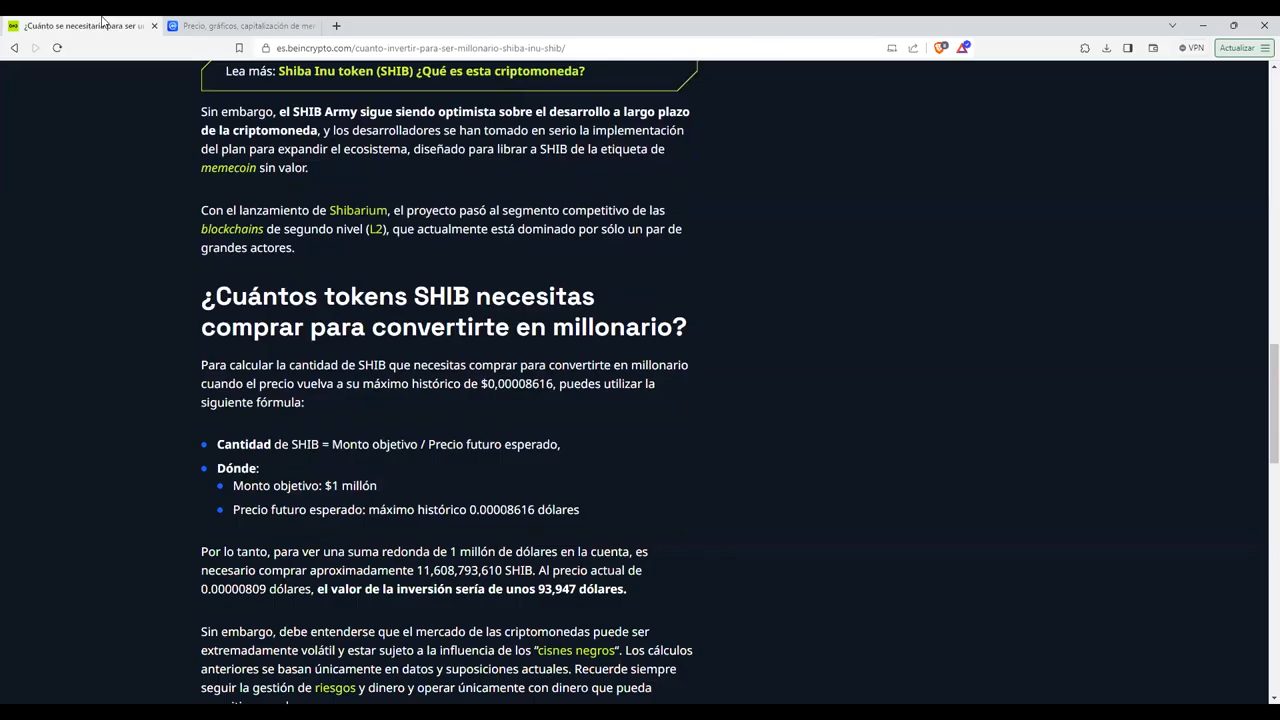 ¿Cuánto se necesitaría para ser u
Precio, gráficos, capitalización de mer
es.beincrypto.com/cuanto-invertir-para-ser-millonario-shiba-inu-shib/
VPN
Actualizar
Lea más: Shiba Inu token (SHIB) ¿Qué es esta criptomoneda?
Sin embargo, el SHIB Army sigue siendo optimista sobre el desarrollo a largo plazo
de la criptomoneda, y los desarrolladores se han tomado en serio la implementación
del plan para expandir el ecosistema, diseñado para librar a SHIB de la etiqueta de
memecoin sin valor.
Con el lanzamiento de Shibarium, el proyecto pasó al segmento competitivo de las
blockchains de segundo nivel (L2), que actualmente está dominado por sólo un par de
grandes actores.
¿Cuántos tokens SHIB necesitas
comprar para convertirte en millonario?
Para calcular la cantidad de SHIB que necesitas comprar para convertirte en millonario
cuando el precio vuelva a su máximo histórico de $0,00008616, puedes utilizar la
siguiente fórmula:
Cantidad de SHIB = Monto objetivo / Precio futuro esperado,
Dónde:
Monto objetivo: $1 millón
Precio futuro esperado: máximo histórico 0.00008616 dólares
Por lo tanto, para ver una suma redonda de 1 millón de dólares en la cuenta, es
necesario comprar aproximadamente 11,608,793,610 SHIB. Al precio actual de
0.00000809 dólares, el valor de la inversión sería de unos 93,947 dólares.
Sin embargo, debe entenderse que el mercado de las criptomonedas puede ser
extremadamente volátil y estar sujeto a la influencia de los “cisnes negros“. Los cálculos
anteriores se basan únicamente en datos y suposiciones actuales. Recuerde siempre
seguir la gestión de riesgos y dinero y operar únicamente con dinero que pueda